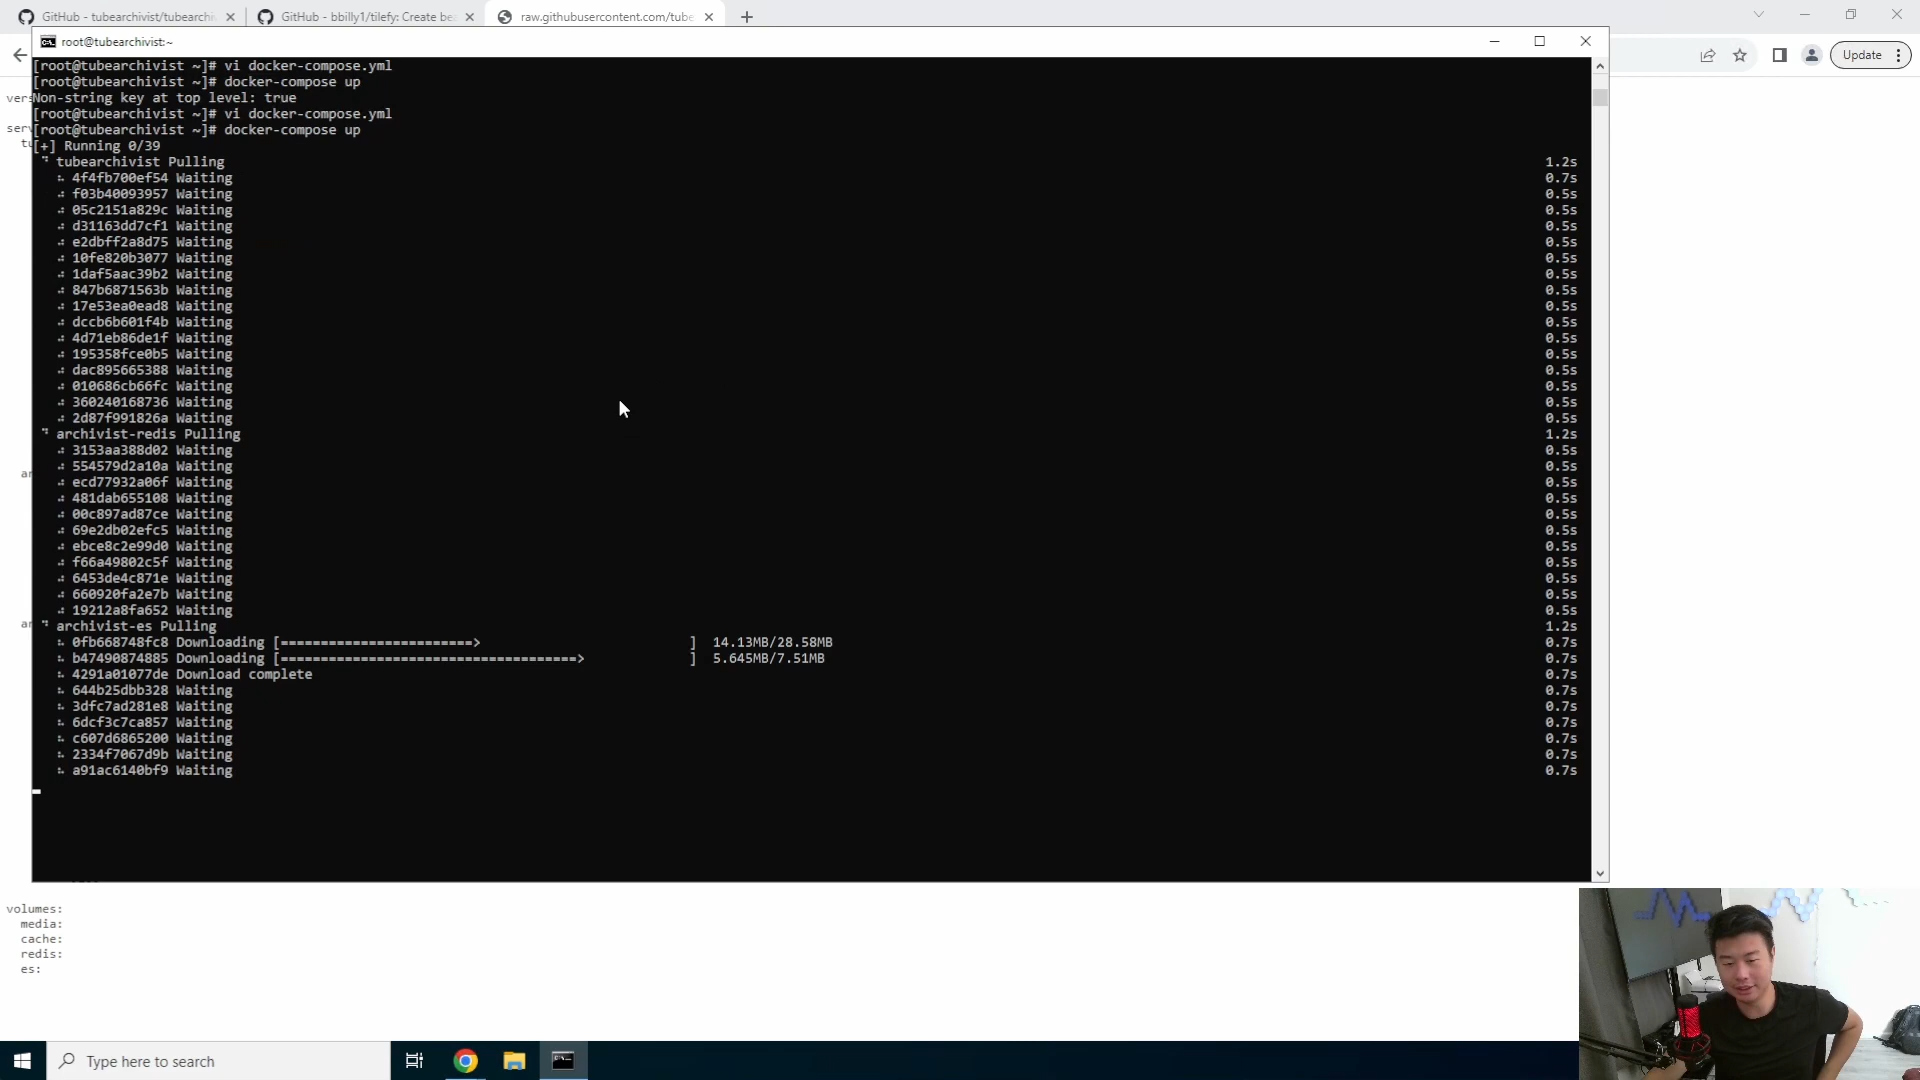 GitHub - tubearchivist/tubearchi
GitHub - bbilly1/tilefy: Create be
raw.githubusercontent.com/tube
root@tubearchivist:~
Update
[root@tubearchivist ~]# vi docker-compose.yml
[root@tubearchivist ~]# docker-compose up
Non-string key at top level: true
[root@tubearchivist ~]# vi docker-compose.yml
[root@tubearchivist ~]# docker-compose up
[+] Running 0/39
tubearchivist Pulling 1.2s
4f4fb700ef54 Waiting 0.7s
f03b40093957 Waiting 0.5s
05c2151a829c Waiting 0.5s
d31163dd7cf1 Waiting 0.5s
e2dbff2a8d75 Waiting 0.5s
10fe820b3077 Waiting 0.5s
1daf5aac39b2 Waiting 0.5s
847b6871563b Waiting 0.5s
17e53ea0ead8 Waiting 0.5s
dccb6b601f4b Waiting 0.5s
4d71eb86de1f Waiting 0.5s
195358fce0b5 Waiting 0.5s
dac895665388 Waiting 0.5s
010686cb66fc Waiting 0.5s
360240168736 Waiting 0.5s
2d87f991826a Waiting 0.5s
archivist-redis Pulling 1.2s
3153aa388d02 Waiting 0.5s
554579d2a10a Waiting 0.5s
ecd77932a06f Waiting 0.5s
481dab655108 Waiting 0.5s
00c897ad87ce Waiting 0.5s
69e2db02efc5 Waiting 0.5s
ebce8c2e99d0 Waiting 0.5s
f66a49802c5f Waiting 0.5s
6453de4c871e Waiting 0.5s
660920fa2e7b Waiting 0.5s
19212a8fa652 Waiting 0.5s
archivist-es Pulling 1.2s
0fb668748fc8 Downloading [========================> ] 14.13MB/28.58MB 0.7s
b47490874885 Downloading [=====================================> ] 5.645MB/7.51MB 0.7s
4291a01077de Download complete 0.7s
644b25dbb328 Waiting 0.7s
3dfc7ad281e8 Waiting 0.7s
6dcf3c7ca857 Waiting 0.7s
c607d6865200 Waiting 0.7s
2334f7067d9b Waiting 0.7s
a91ac6140bf9 Waiting 0.7s
volumes:
media:
cache:
redis:
es:
Type here to search